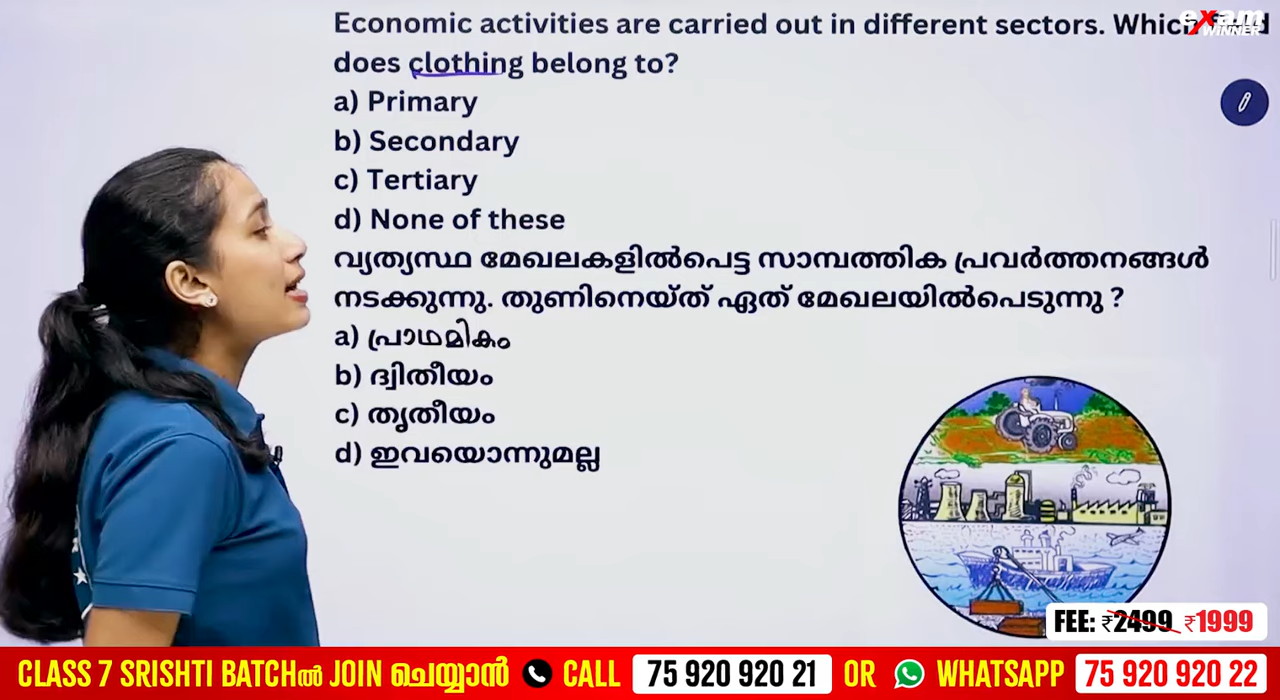 Economic activities are carried out in different sectors. Which
exam
WINNER
does clothing belong to?
a) Primary
b) Secondary
c) Tertiary
d) None of these
വ്യത്യസ്ഥ മേഖലകളിൽപെട്ട സാമ്പത്തിക പ്രവർത്തനങ്ങൾ
നടക്കുന്നു. തുണിനെയ്ത് ഏത് മേഖലയിൽപെടുന്നു ?
a) പ്രാഥമികം
b) ദ്വിതീയം
c) തൃതീയം
d) ഇവയൊന്നുമല്ല
FEE: ₹2499 ₹1999
CLASS 7 SRISHTI BATCHൽ JOIN ചെയ്യാൻ CALL 75 920 920 21 OR WHATSAPP 75 920 920 22